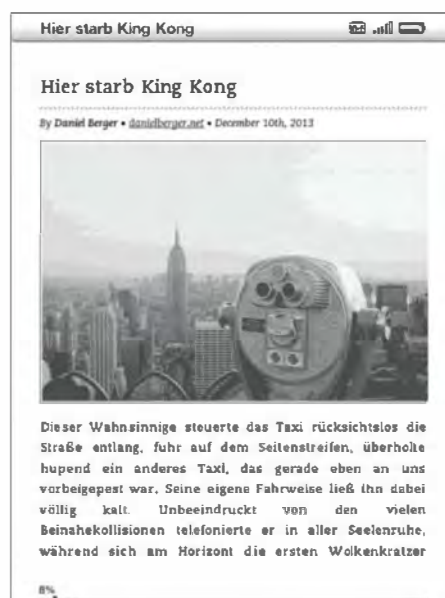 Hier starb King Kong
Hier starb King Kong
By Daniel Berger • danielberger.net • December 10th, 2013
Dieser Wahnsinnige steuerte das Taxi rücksichtslos die
Straße entlang, fuhr auf dem Seitenstreifen, überholte
hupend ein anderes Taxi, das gerade eben an uns
vorbeigepest war. Seine eigene Fahrweise ließ ihn dabei
völlig kalt. Unbeeindruckt von den vielen
Beinahekollisionen telefonierte er in aller Seelenruhe,
während sich am Horizont die ersten Wolkenkratzer
8%